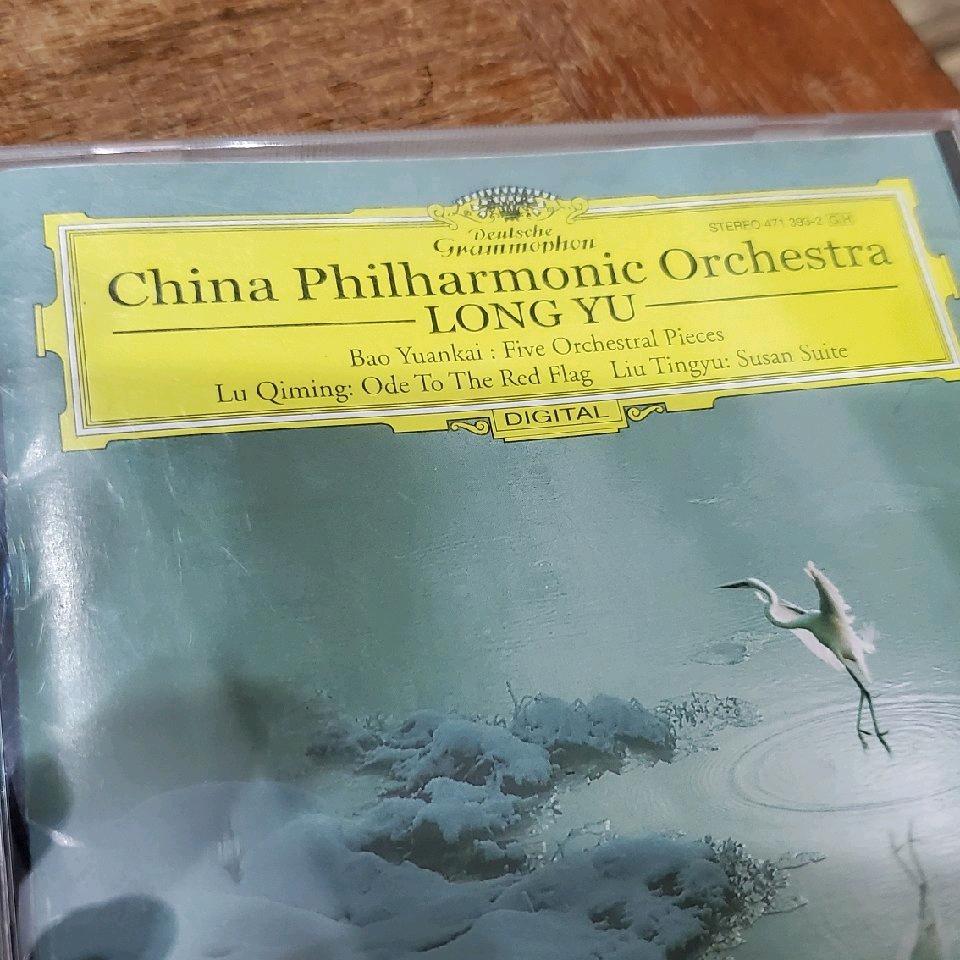 Deutsche
Grammophon
STEREO 471 393-2 GH
China Philharmonic Orchestra
LONG YU
Bao Yuankai : Five Orchestral Pieces
Lu Qiming: Ode To The Red Flag Liu Tingyu: Susan Suite
DIGITAL